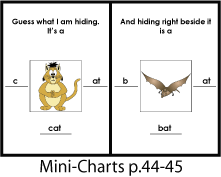 Guess what I am hiding.
It's a
c at
cat
And hiding right beside it
is a
b at
bat
Mini-Charts p.44-45